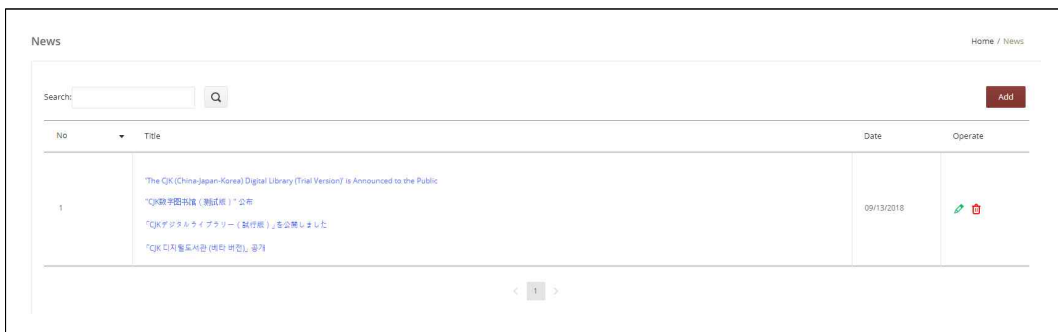 News
Home / News
Search:
Add
No Title Date Operate
'The CJK (China-Japan-Korea) Digital Library (Trial Version)' is Announced to the Public
"CJK数字图书馆（测试版）" 公布
1 09/13/2018
「CJKデジタルライブラリー（試行版）」を公開しました
「CJK 디지털도서관 (베타 버전)」 공개
< 1 >